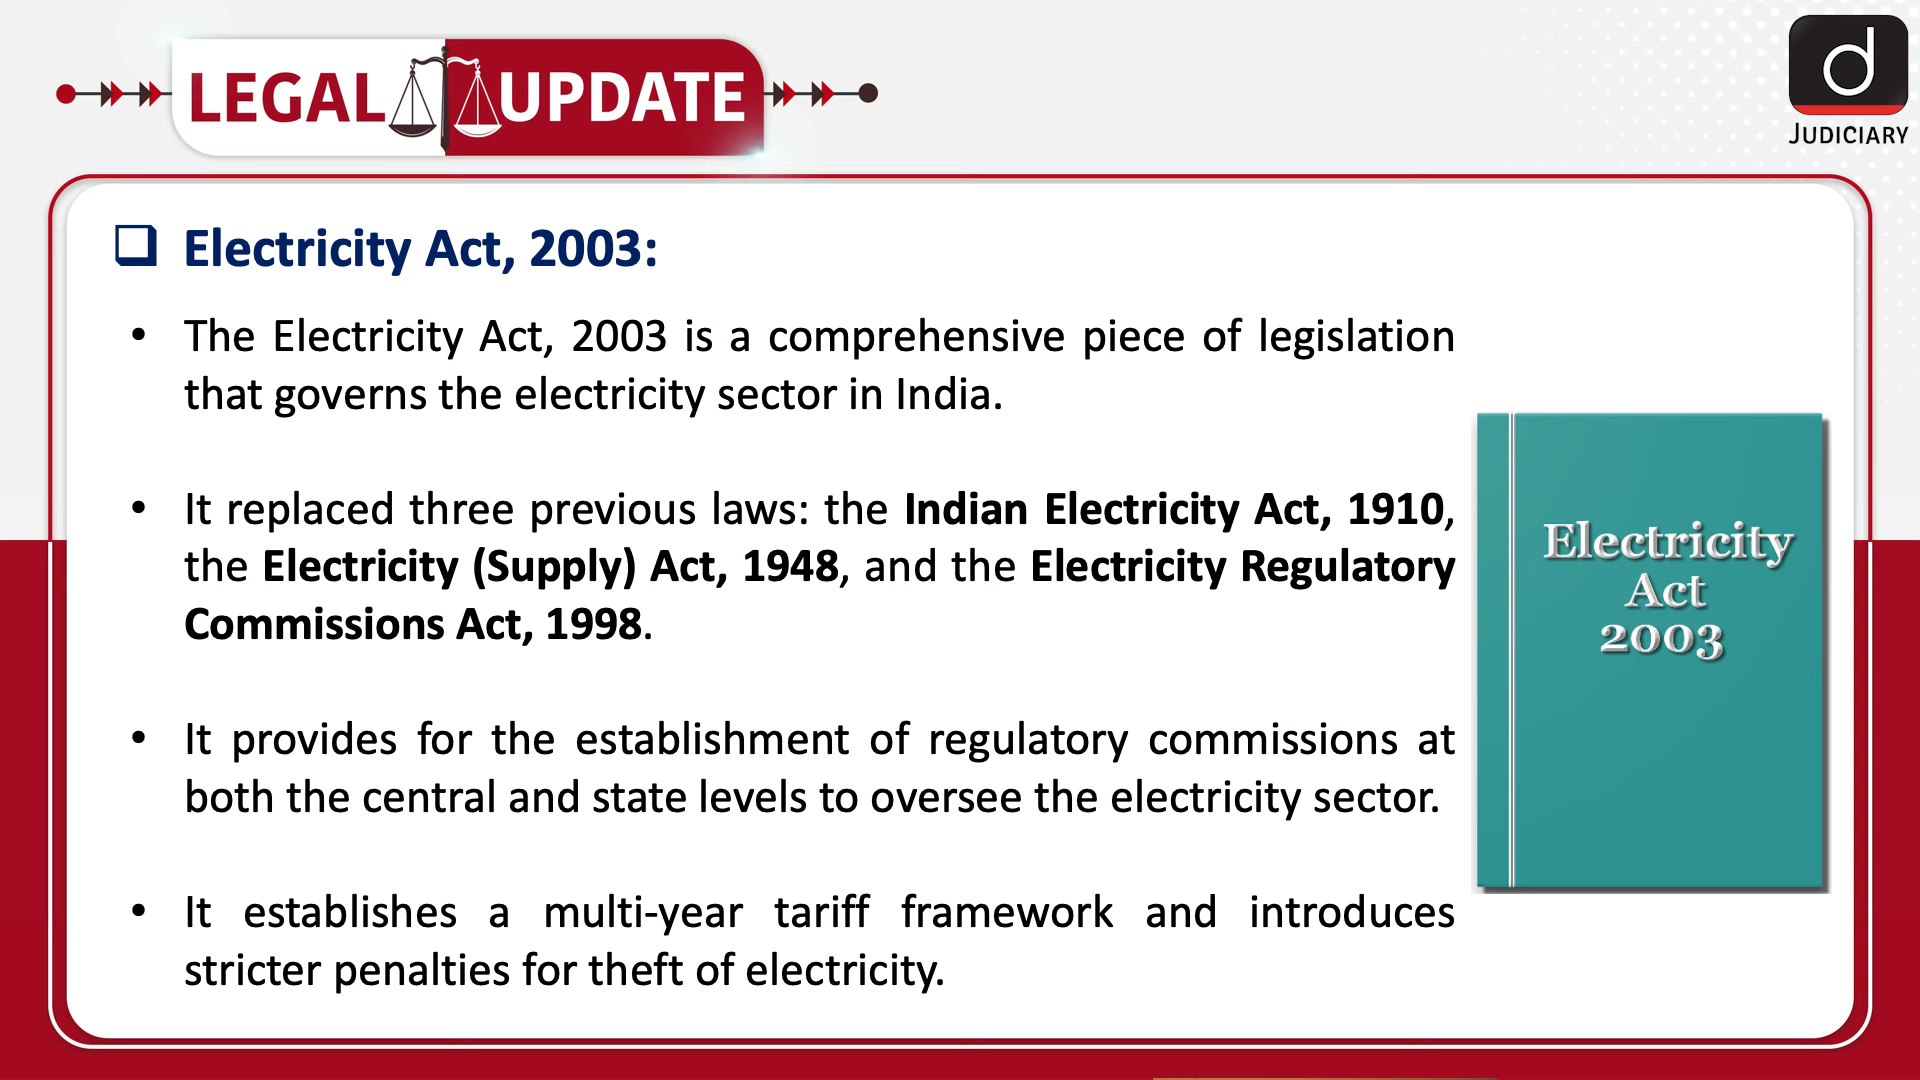 LEGAL UPDATE
d
JUDICIARY
❑ Electricity Act, 2003:
• The Electricity Act, 2003 is a comprehensive piece of legislation
that governs the electricity sector in India.
• It replaced three previous laws: the Indian Electricity Act, 1910,
the Electricity (Supply) Act, 1948, and the Electricity Regulatory
Commissions Act, 1998.
• It provides for the establishment of regulatory commissions at
both the central and state levels to oversee the electricity sector.
• It establishes a multi-year tariff framework and introduces
stricter penalties for theft of electricity.
Electricity
Act
2003